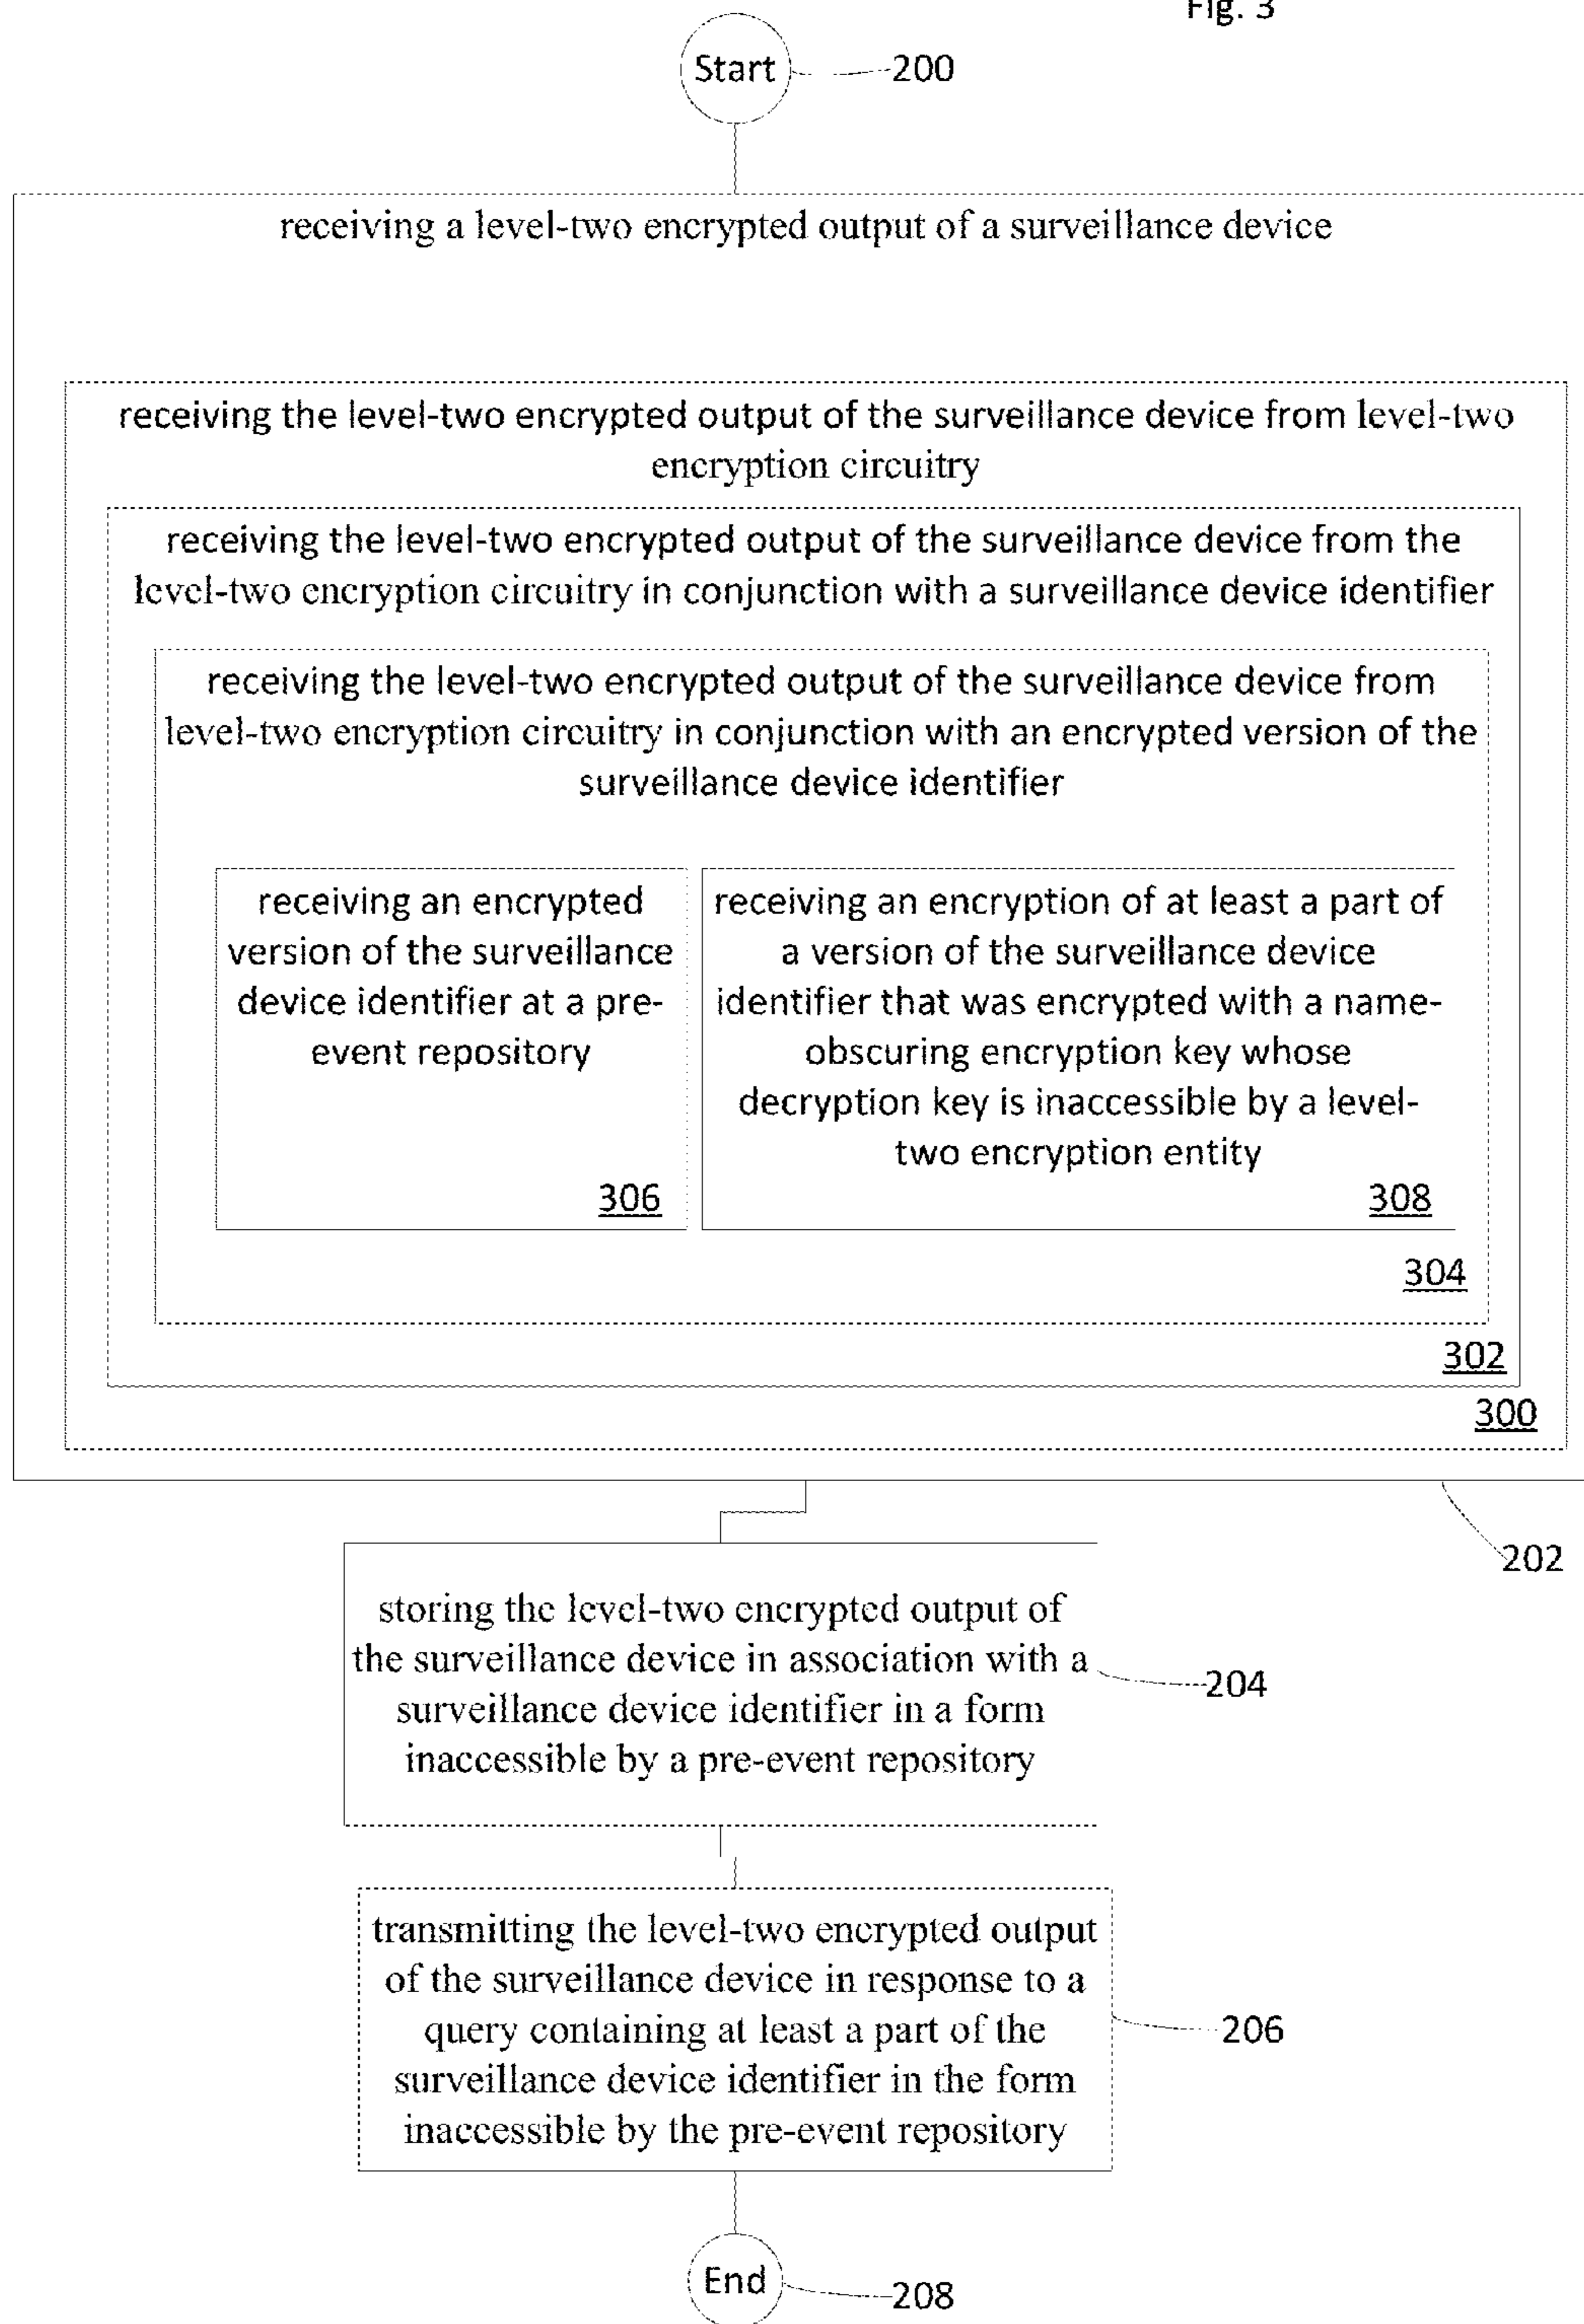 Fig. 3
Start
200
receiving a level-two encrypted output of a surveillance device
receiving the level-two encrypted output of the surveillance device from level-two
encryption circuitry
receiving the level-two encrypted output of the surveillance device from the
level-two encryption circuitry in conjunction with a surveillance device identifier
receiving the level-two encrypted output of the surveillance device from
level-two encryption circuitry in conjunction with an encrypted version of the
surveillance device identifier
receiving an encrypted
version of the surveillance
device identifier at a pre-
event repository
306
receiving an encryption of at least a part of
a version of the surveillance device
identifier that was encrypted with a name-
obscuring encryption key whose
decryption key is inaccessible by a level-
two encryption entity
308
304
302
300
202
storing the level-two encrypted output of
the surveillance device in association with a
surveillance device identifier in a form
inaccessible by a pre-event repository
204
transmitting the level-two encrypted output
of the surveillance device in response to a
query containing at least a part of the
surveillance device identifier in the form
inaccessible by the pre-event repository
206
End
208